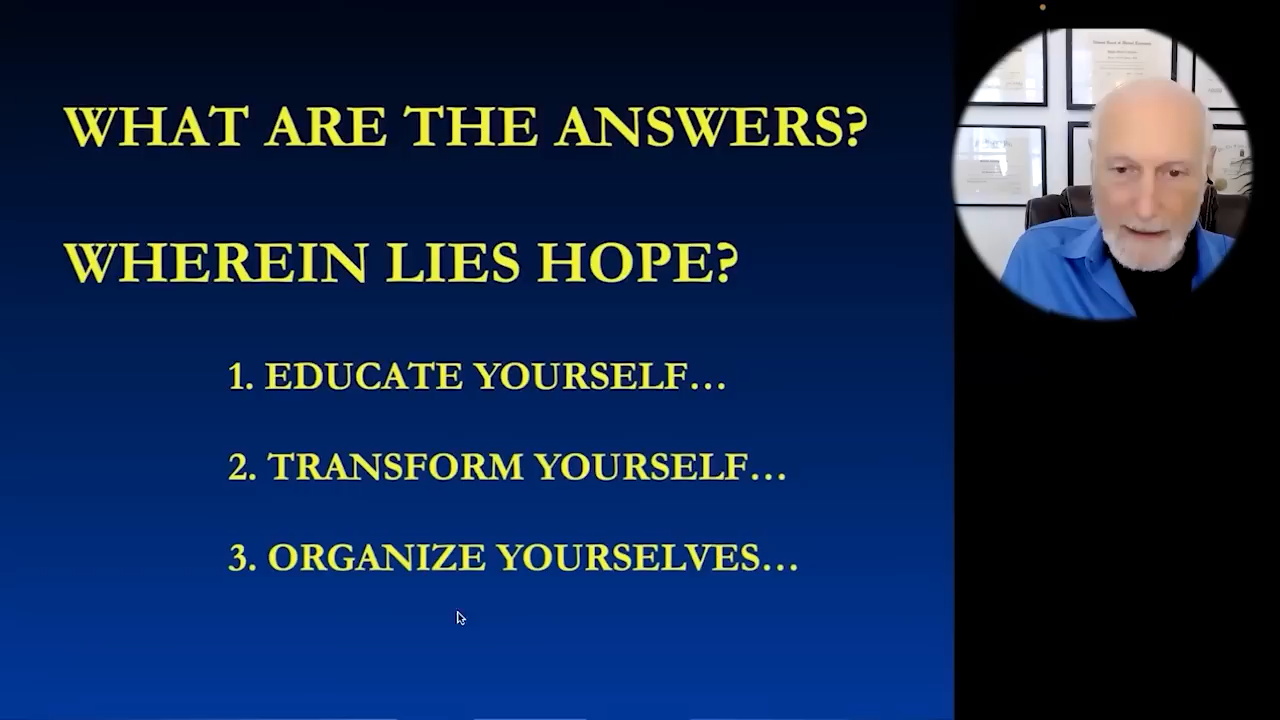 WHAT ARE THE ANSWERS?
WHEREIN LIES HOPE?
1. EDUCATE YOURSELF…
2. TRANSFORM YOURSELF…
3. ORGANIZE YOURSELVES…